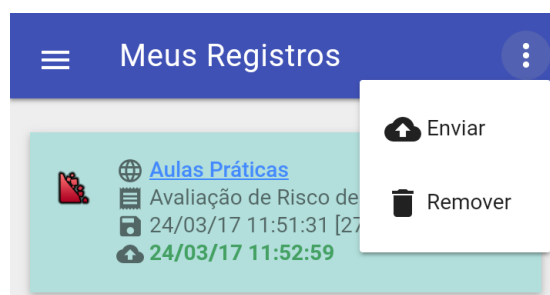 Meus Registros
Enviar
Remover
Aulas Práticas
Avaliação de Risco de
24/03/17 11:51:31 [27
24/03/17 11:52:59